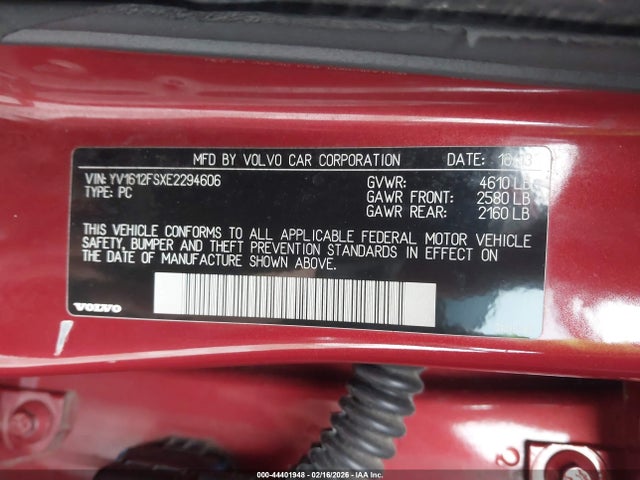 MFD BY VOLVO CAR CORPORATION DATE:
VIN: YV1612FSXE2294606 GVWR: 4610 LB
TYPE: PC GAWR FRONT: 2580 LB
GAWR REAR: 2160 LB
THIS VEHICLE CONFORMS TO ALL APPLICABLE FEDERAL MOTOR VEHICLE
SAFETY, BUMPER AND THEFT PREVENTION STANDARDS IN EFFECT ON
THE DATE OF MANUFACTURE SHOWN ABOVE.
VOLVO
000-44401948 - 02/16/2026 - IAA Inc.